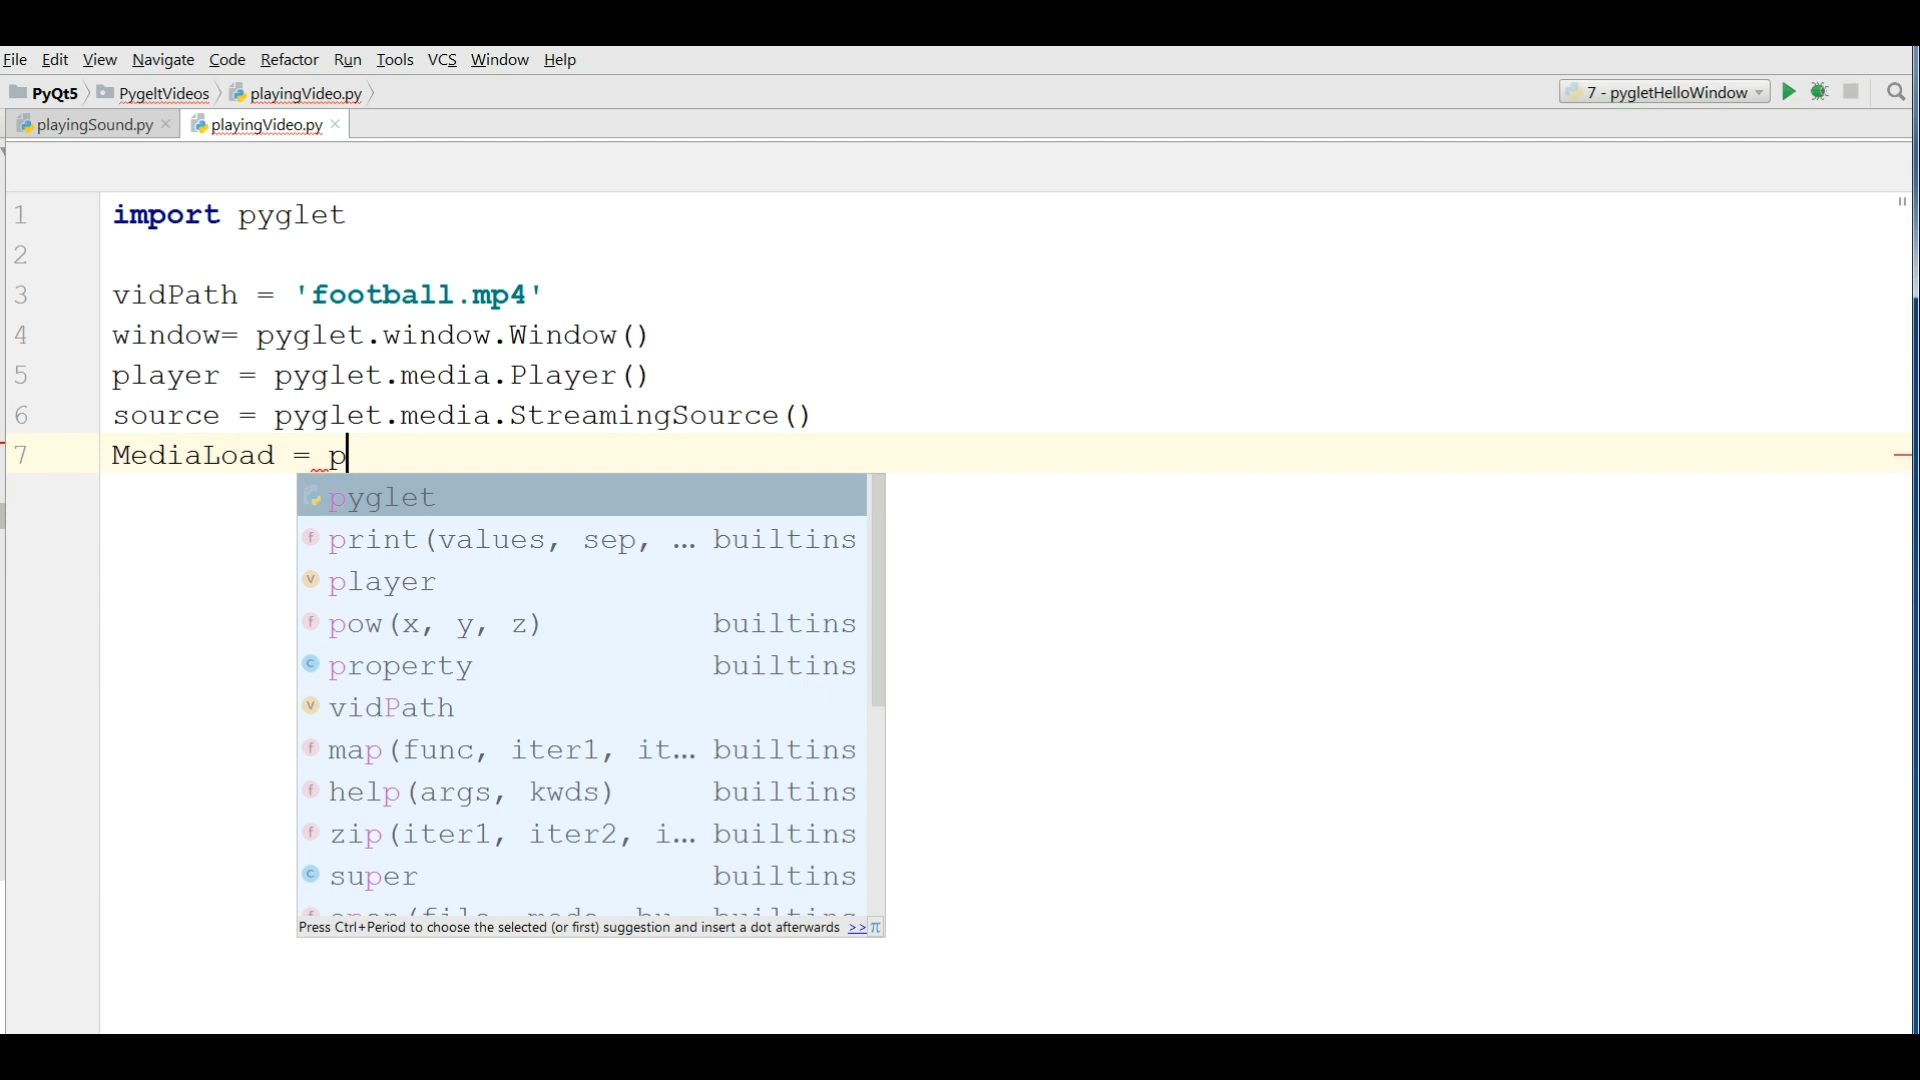 File Edit View Navigate Code Refactor Run Tools VCS Window Help
PyQt5 PygeltVideos playingVideo.py 7 - pygletHelloWindow
playingSound.py playingVideo.py
1 import pyglet
2
3 vidPath = 'football.mp4'
4 window= pyglet.window.Window()
5 player = pyglet.media.Player()
6 source = pyglet.media.StreamingSource()
7 MediaLoad = p
pyglet
print(values, sep, ... builtins
player
pow(x, y, z) builtins
property builtins
vidPath
map(func, iter1, it... builtins
help(args, kwds) builtins
zip(iter1, iter2, i... builtins
super builtins
Press Ctrl+Period to choose the selected (or first) suggestion and insert a dot afterwards >> π